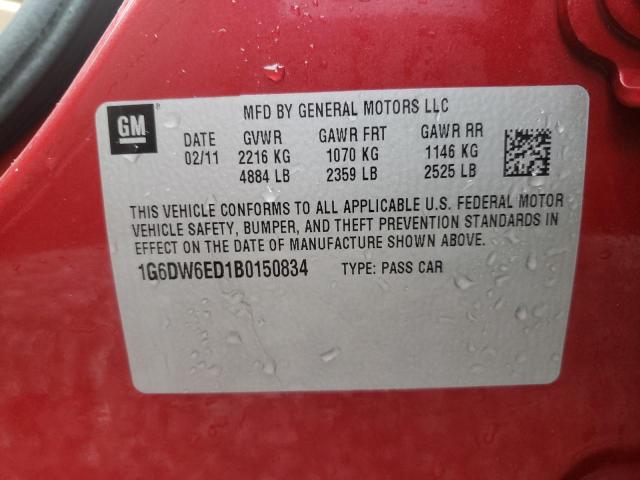 GM
MFD BY GENERAL MOTORS LLC
DATE GVWR GAWR FRT GAWR RR
02/11 2216 KG 1070 KG 1146 KG
4884 LB 2359 LB 2525 LB
THIS VEHICLE CONFORMS TO ALL APPLICABLE U.S. FEDERAL MOTOR
VEHICLE SAFETY, BUMPER, AND THEFT PREVENTION STANDARDS IN
EFFECT ON THE DATE OF MANUFACTURE SHOWN ABOVE.
1G6DW6ED1B0150834 TYPE: PASS CAR